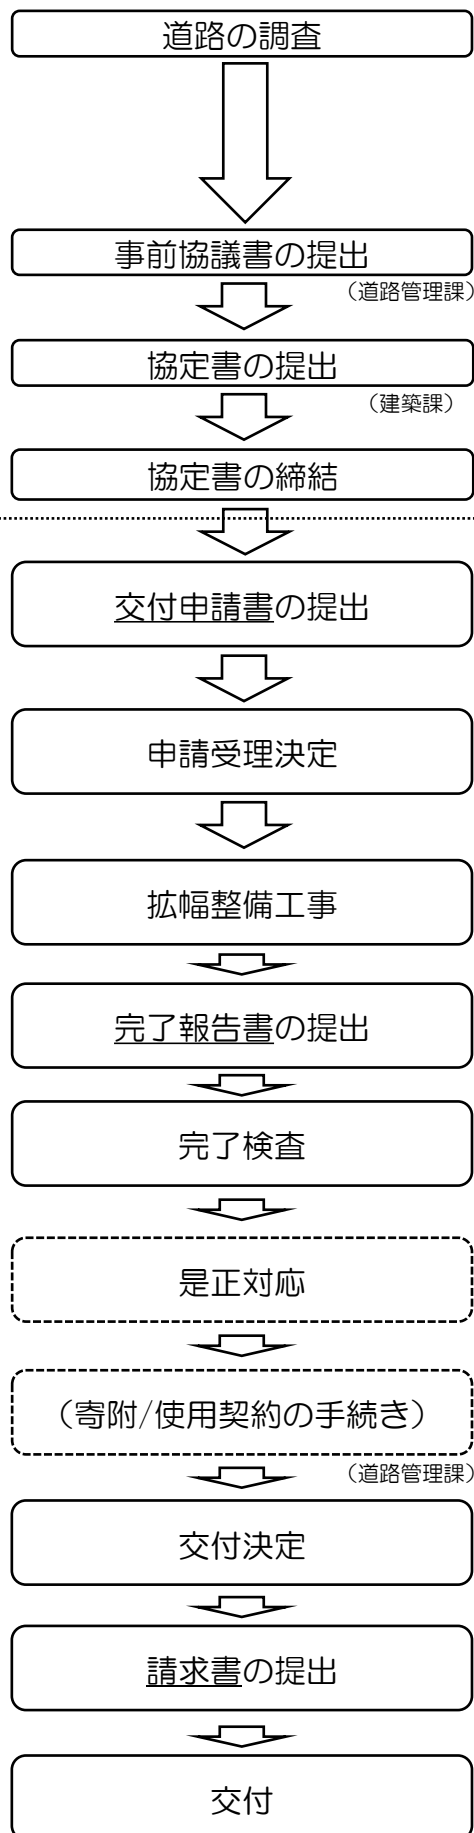 道路の調査
事前協議書の提出
（道路管理課）
協定書の提出
（建築課）
協定書の締結
交付申請書の提出
申請受理決定
拡幅整備工事
完了報告書の提出
完了検査
是正対応
（寄附/使用契約の手続き）
（道路管理課）
交付決定
請求書の提出
交付